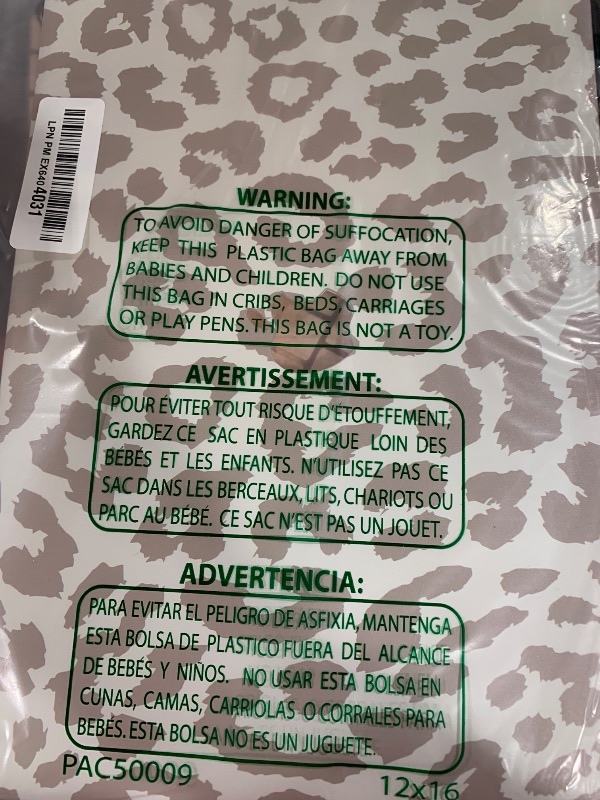 LPN PM EX6404031
WARNING:
TO AVOID DANGER OF SUFFOCATION,
KEEP THIS PLASTIC BAG AWAY FROM
BABIES AND CHILDREN. DO NOT USE
THIS BAG IN CRIBS, BEDS, CARRIAGES
OR PLAY PENS. THIS BAG IS NOT A TOY.
AVERTISSEMENT:
POUR ÉVITER TOUT RISQUE D'ÉTOUFFEMENT,
GARDEZ CE SAC EN PLASTIQUE LOIN DES
BÉBÉS ET LES ENFANTS. N'UTILISEZ PAS CE
SAC DANS LES BERCEAUX, LITS, CHARIOTS OU
PARC AU BÉBÉ. CE SAC N'EST PAS UN JOUET.
ADVERTENCIA:
PARA EVITAR EL PELIGRO DE ASFIXIA, MANTENGA
ESTA BOLSA DE PLASTICO FUERA DEL ALCANCE
DE BEBÉS Y NIÑOS. NO USAR ESTA BOLSA EN
CUNAS, CAMAS, CARRIOLAS O CORRALES PARA
BEBÉS. ESTA BOLSA NO ES UN JUGUETE.
PAC50009
12x16